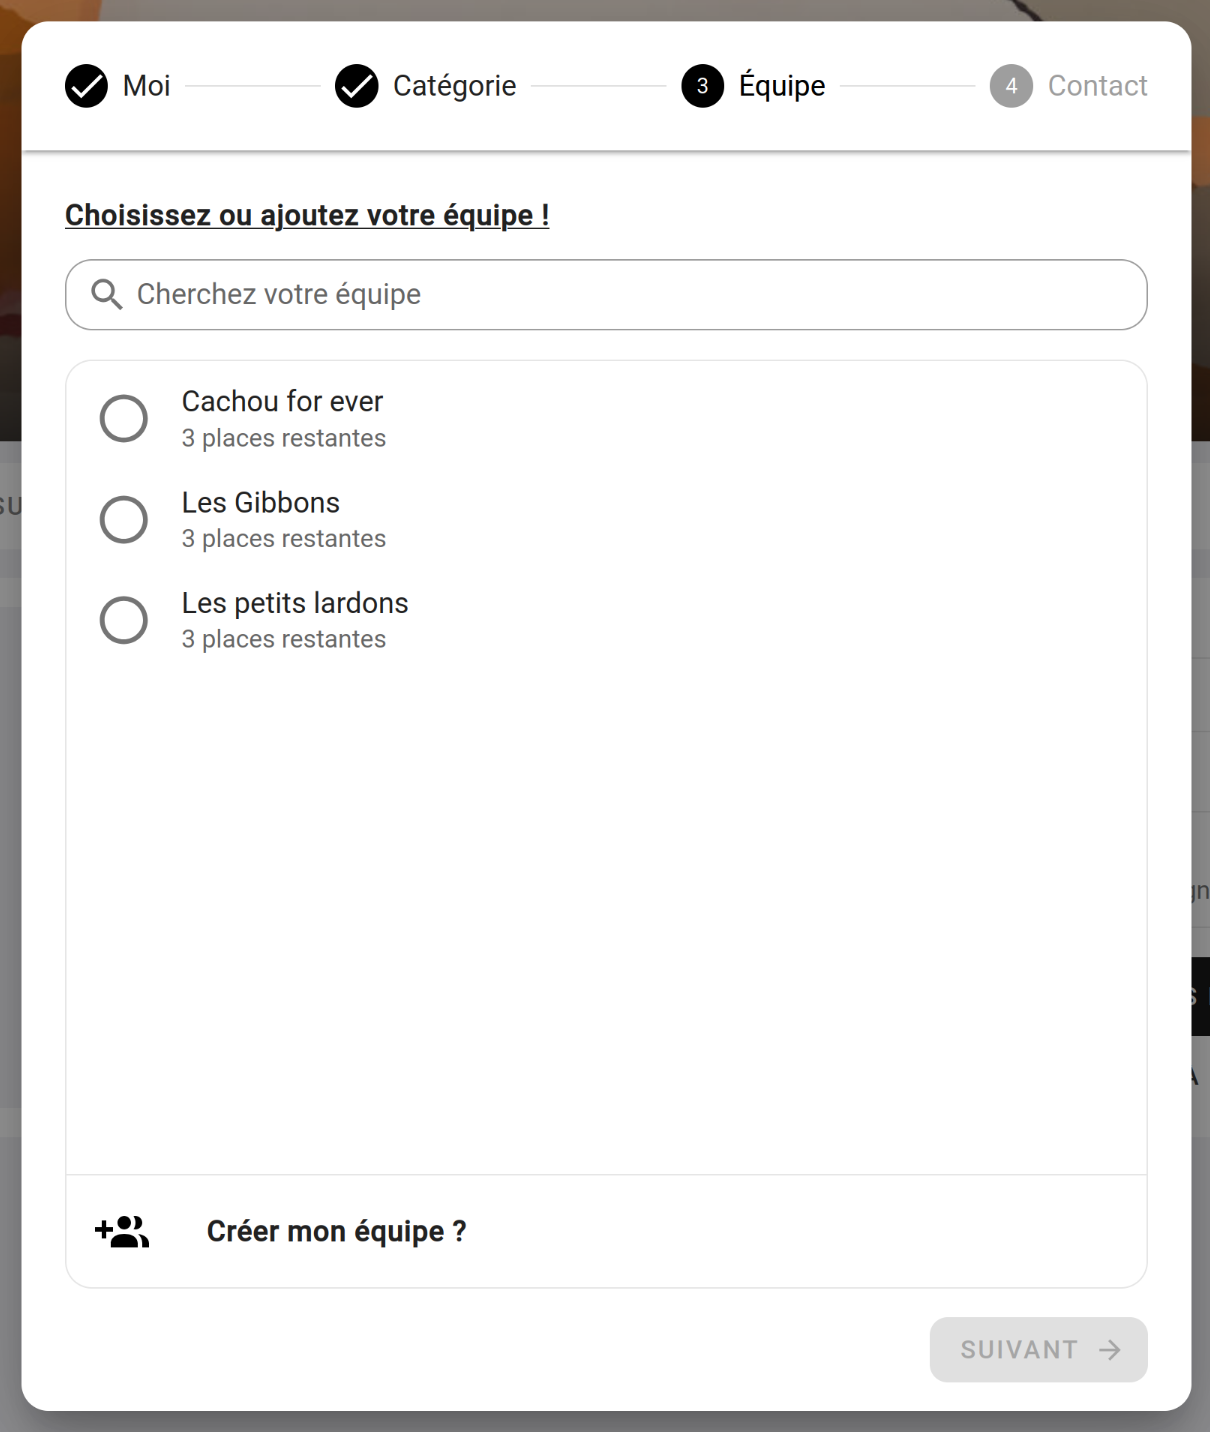 Moi
Catégorie
3 Équipe
4 Contact
Choisissez ou ajoutez votre équipe !
Cherchez votre équipe
Cachou for ever
3 places restantes
Les Gibbons
3 places restantes
Les petits lardons
3 places restantes
Créer mon équipe ?
SUIVANT